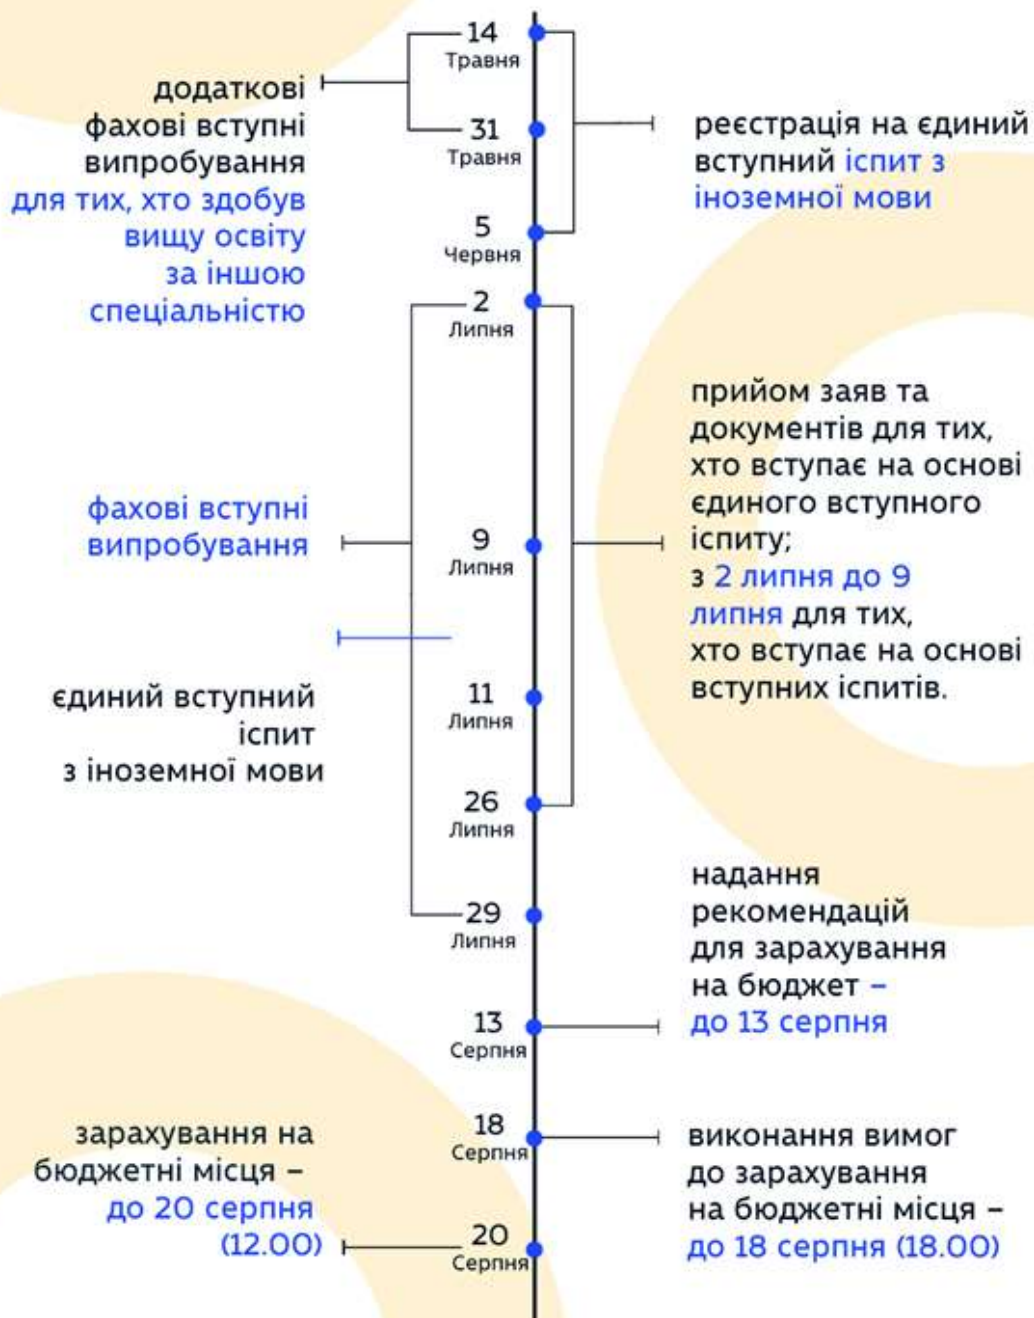 14
Травня
додаткові
фахові вступні
випробування
для тих, хто здобув
вищу освіту
за іншою
спеціальністю
31
Травня
реєстрація на єдиний
вступний іспит з
іноземної мови
5
Червня
2
Липня
прийом заяв та
документів для тих,
хто вступає на основі
єдиного вступного
іспиту;
з 2 липня до 9
липня для тих,
хто вступає на основі
вступних іспитів.
фахові вступні
випробування
9
Липня
єдиний вступний
іспит
з іноземної мови
11
Липня
26
Липня
29
Липня
надання
рекомендацій
для зарахування
на бюджет –
до 13 серпня
13
Серпня
18
Серпня
виконання вимог
до зарахування
на бюджетні місця –
до 18 серпня (18.00)
зарахування на
бюджетні місця –
до 20 серпня
(12.00)
20
Серпня